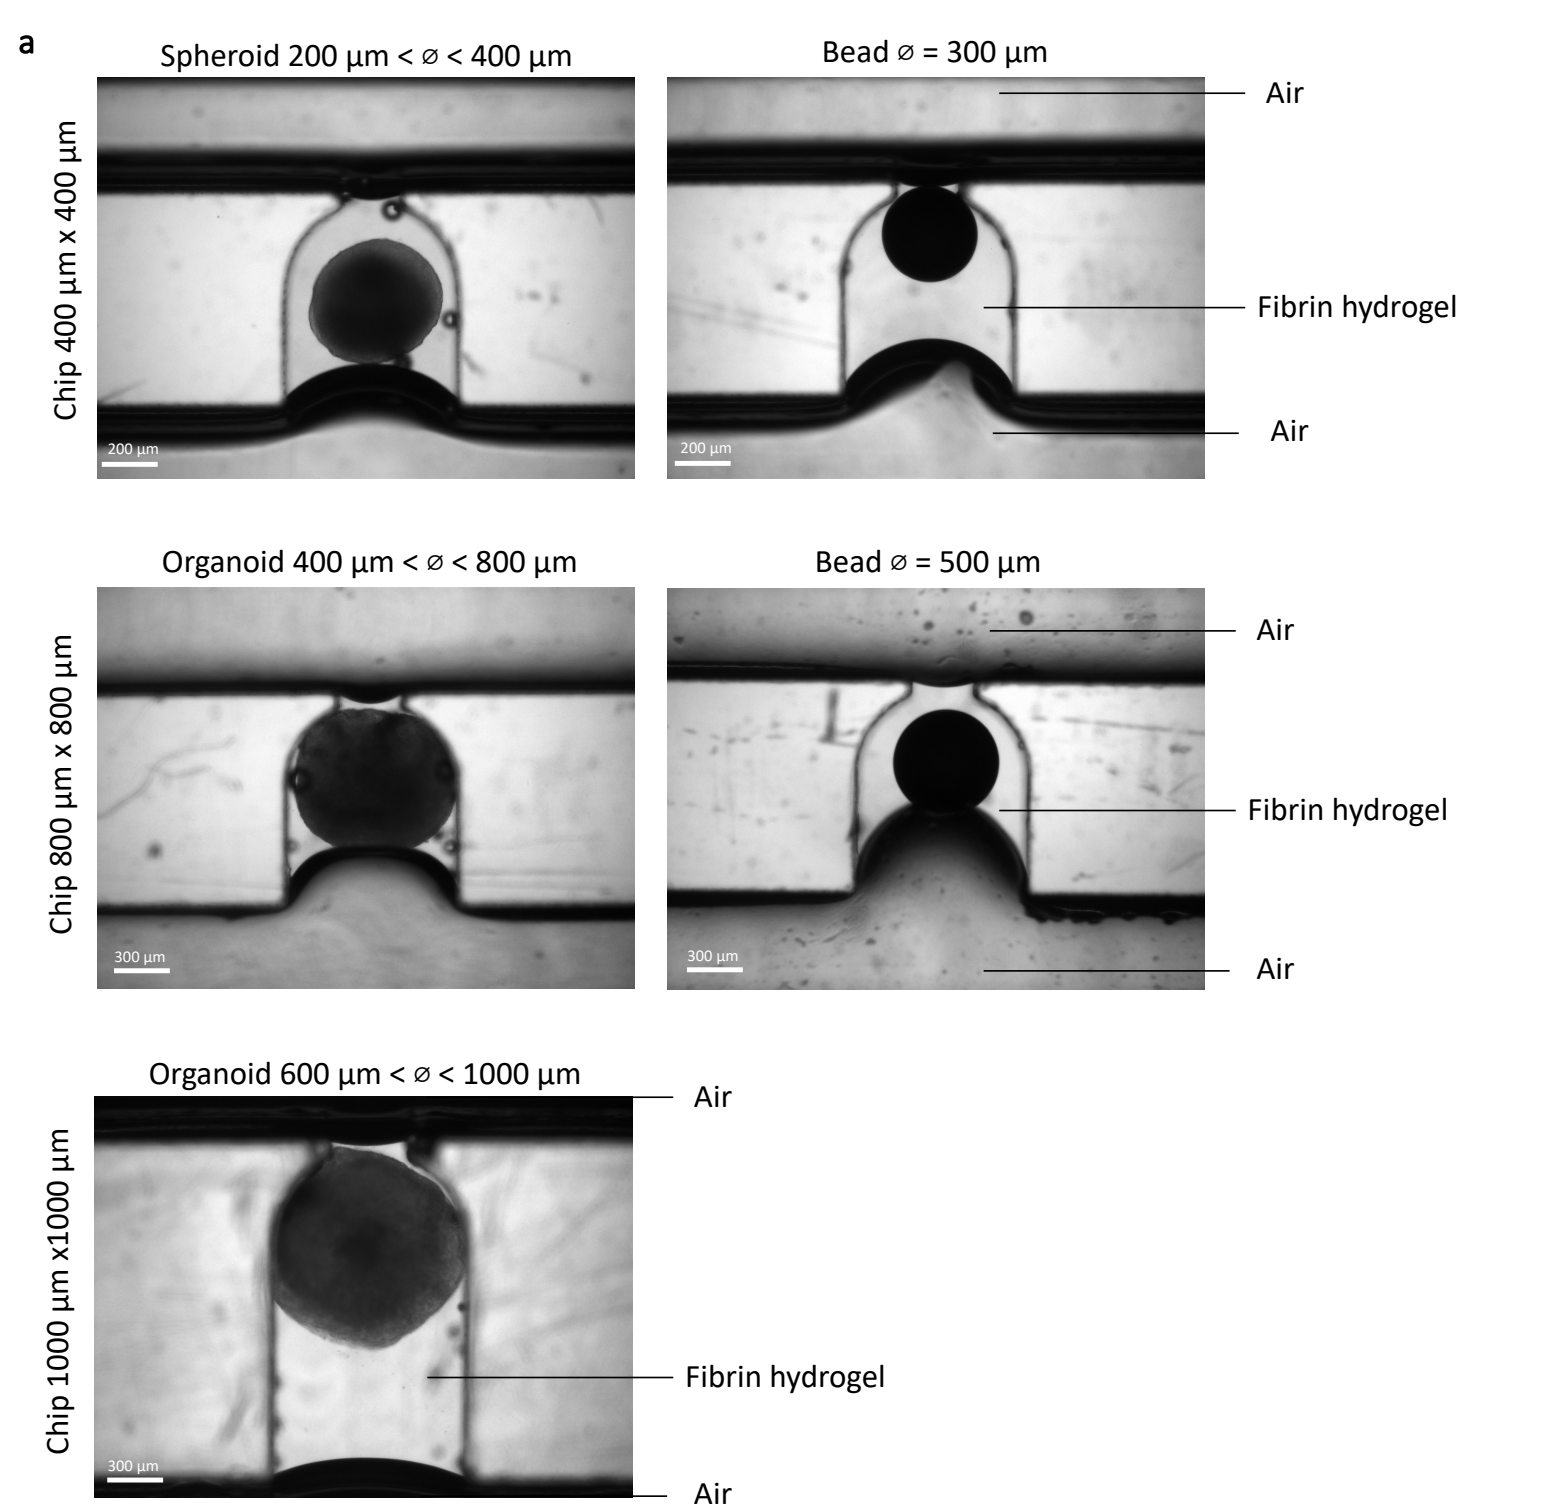 a
Spheroid 200 µm < ⌀ < 400 µm
Bead ⌀ = 300 µm
Chip 400 µm x 400 µm
Air
Fibrin hydrogel
Air
200 µm
200 µm
Organoid 400 µm < ⌀ < 800 µm
Bead ⌀ = 500 µm
Chip 800 µm x 800 µm
Air
Fibrin hydrogel
Air
300 µm
300 µm
Organoid 600 µm < ⌀ < 1000 µm
Chip 1000 µm x1000 µm
Air
Fibrin hydrogel
300 µm
Air